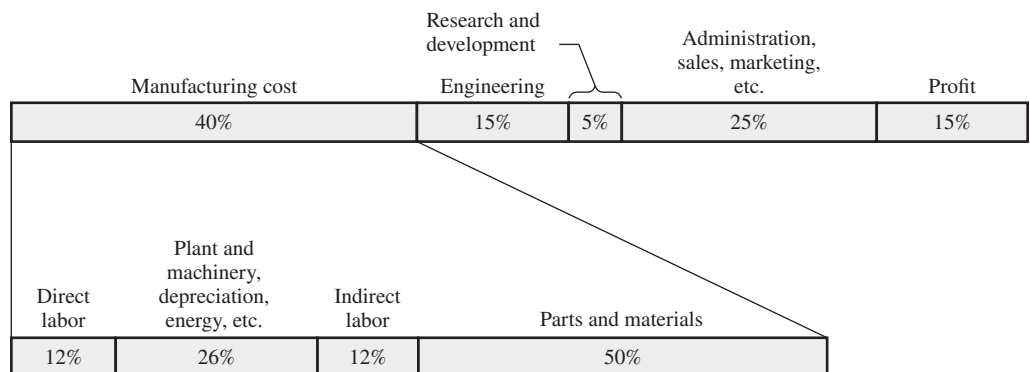 Research and
development
Administration,
sales, marketing,
etc.
Manufacturing cost
Engineering
Profit
40%
15%
5%
25%
15%
Plant and
machinery,
depreciation,
energy, etc.
Direct
labor
Indirect
labor
Parts and materials
12%
26%
12%
50%